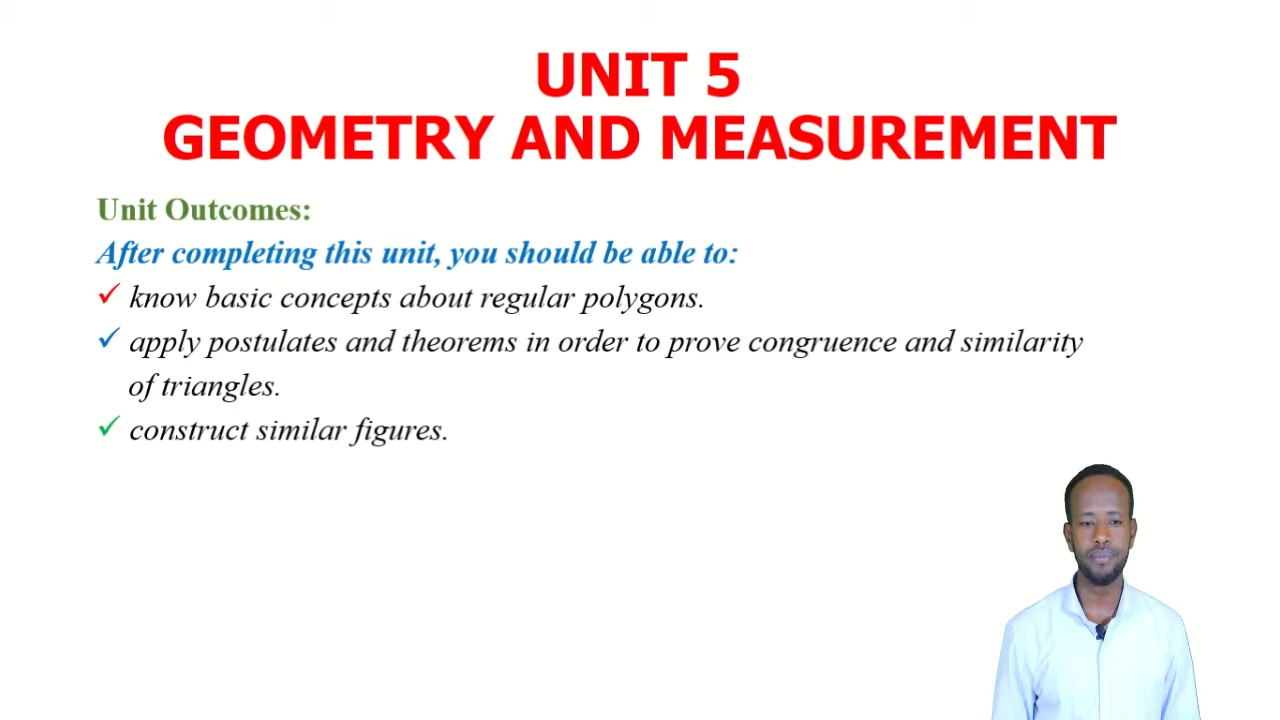 UNIT 5
GEOMETRY AND MEASUREMENT
Unit Outcomes:
After completing this unit, you should be able to:
✓ know basic concepts about regular polygons.
✓ apply postulates and theorems in order to prove congruence and similarity
of triangles.
✓ construct similar figures.